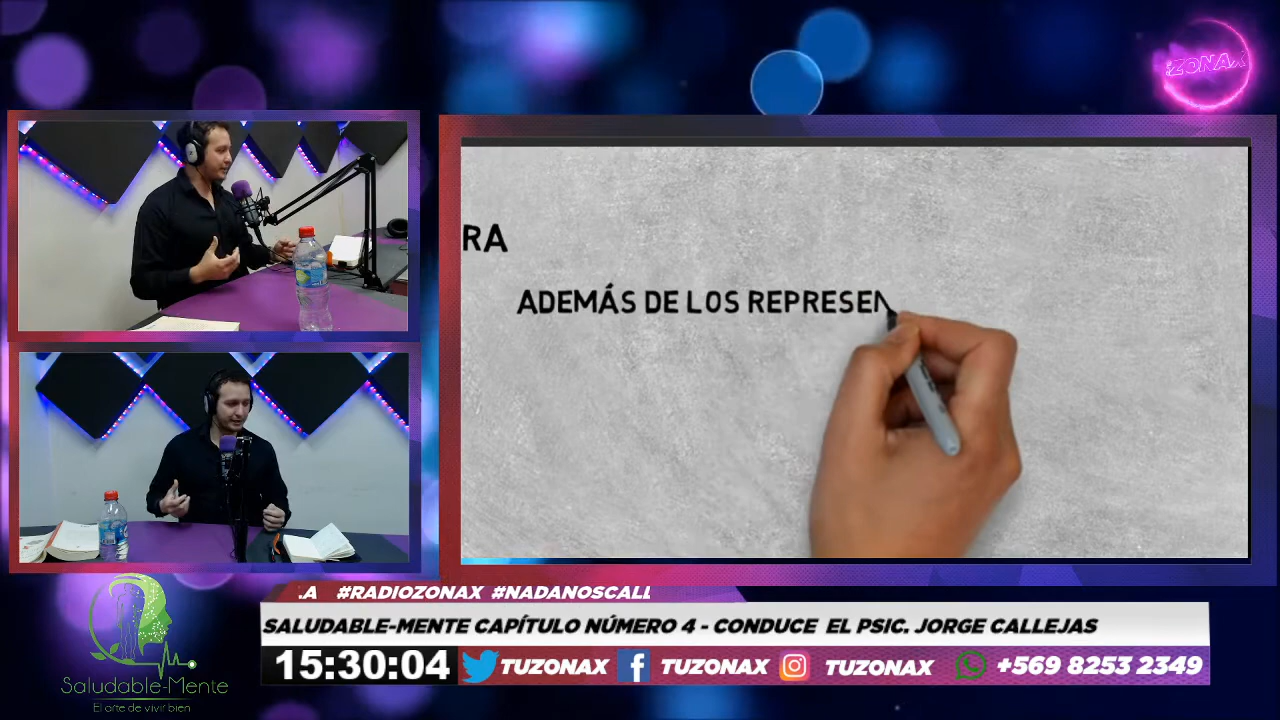 ZONAX
RA
ADEMÁS DE LOS REPRESEN
.A #RADIOZONAX #NADANOSCALL
SALUDABLE-MENTE CAPÍTULO NÚMERO 4 - CONDUCE EL PSIC. JORGE CALLEJAS
15:30:04 TUZONAX TUZONAX TUZONAX +569 8253 2349
Saludable-Mente
El arte de vivir bien